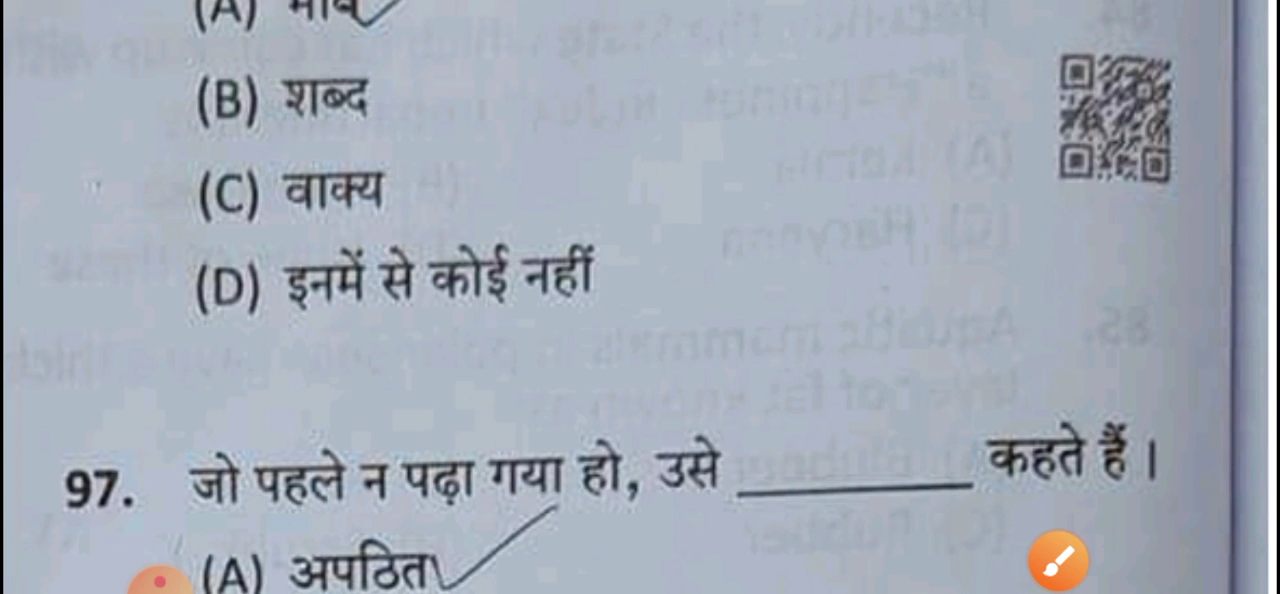 (A) भाव
(B) शब्द
(C) वाक्य
(D) इनमें से कोई नहीं
97. जो पहले न पढ़ा गया हो, उसे ________ कहते हैं ।
(A) अपठित